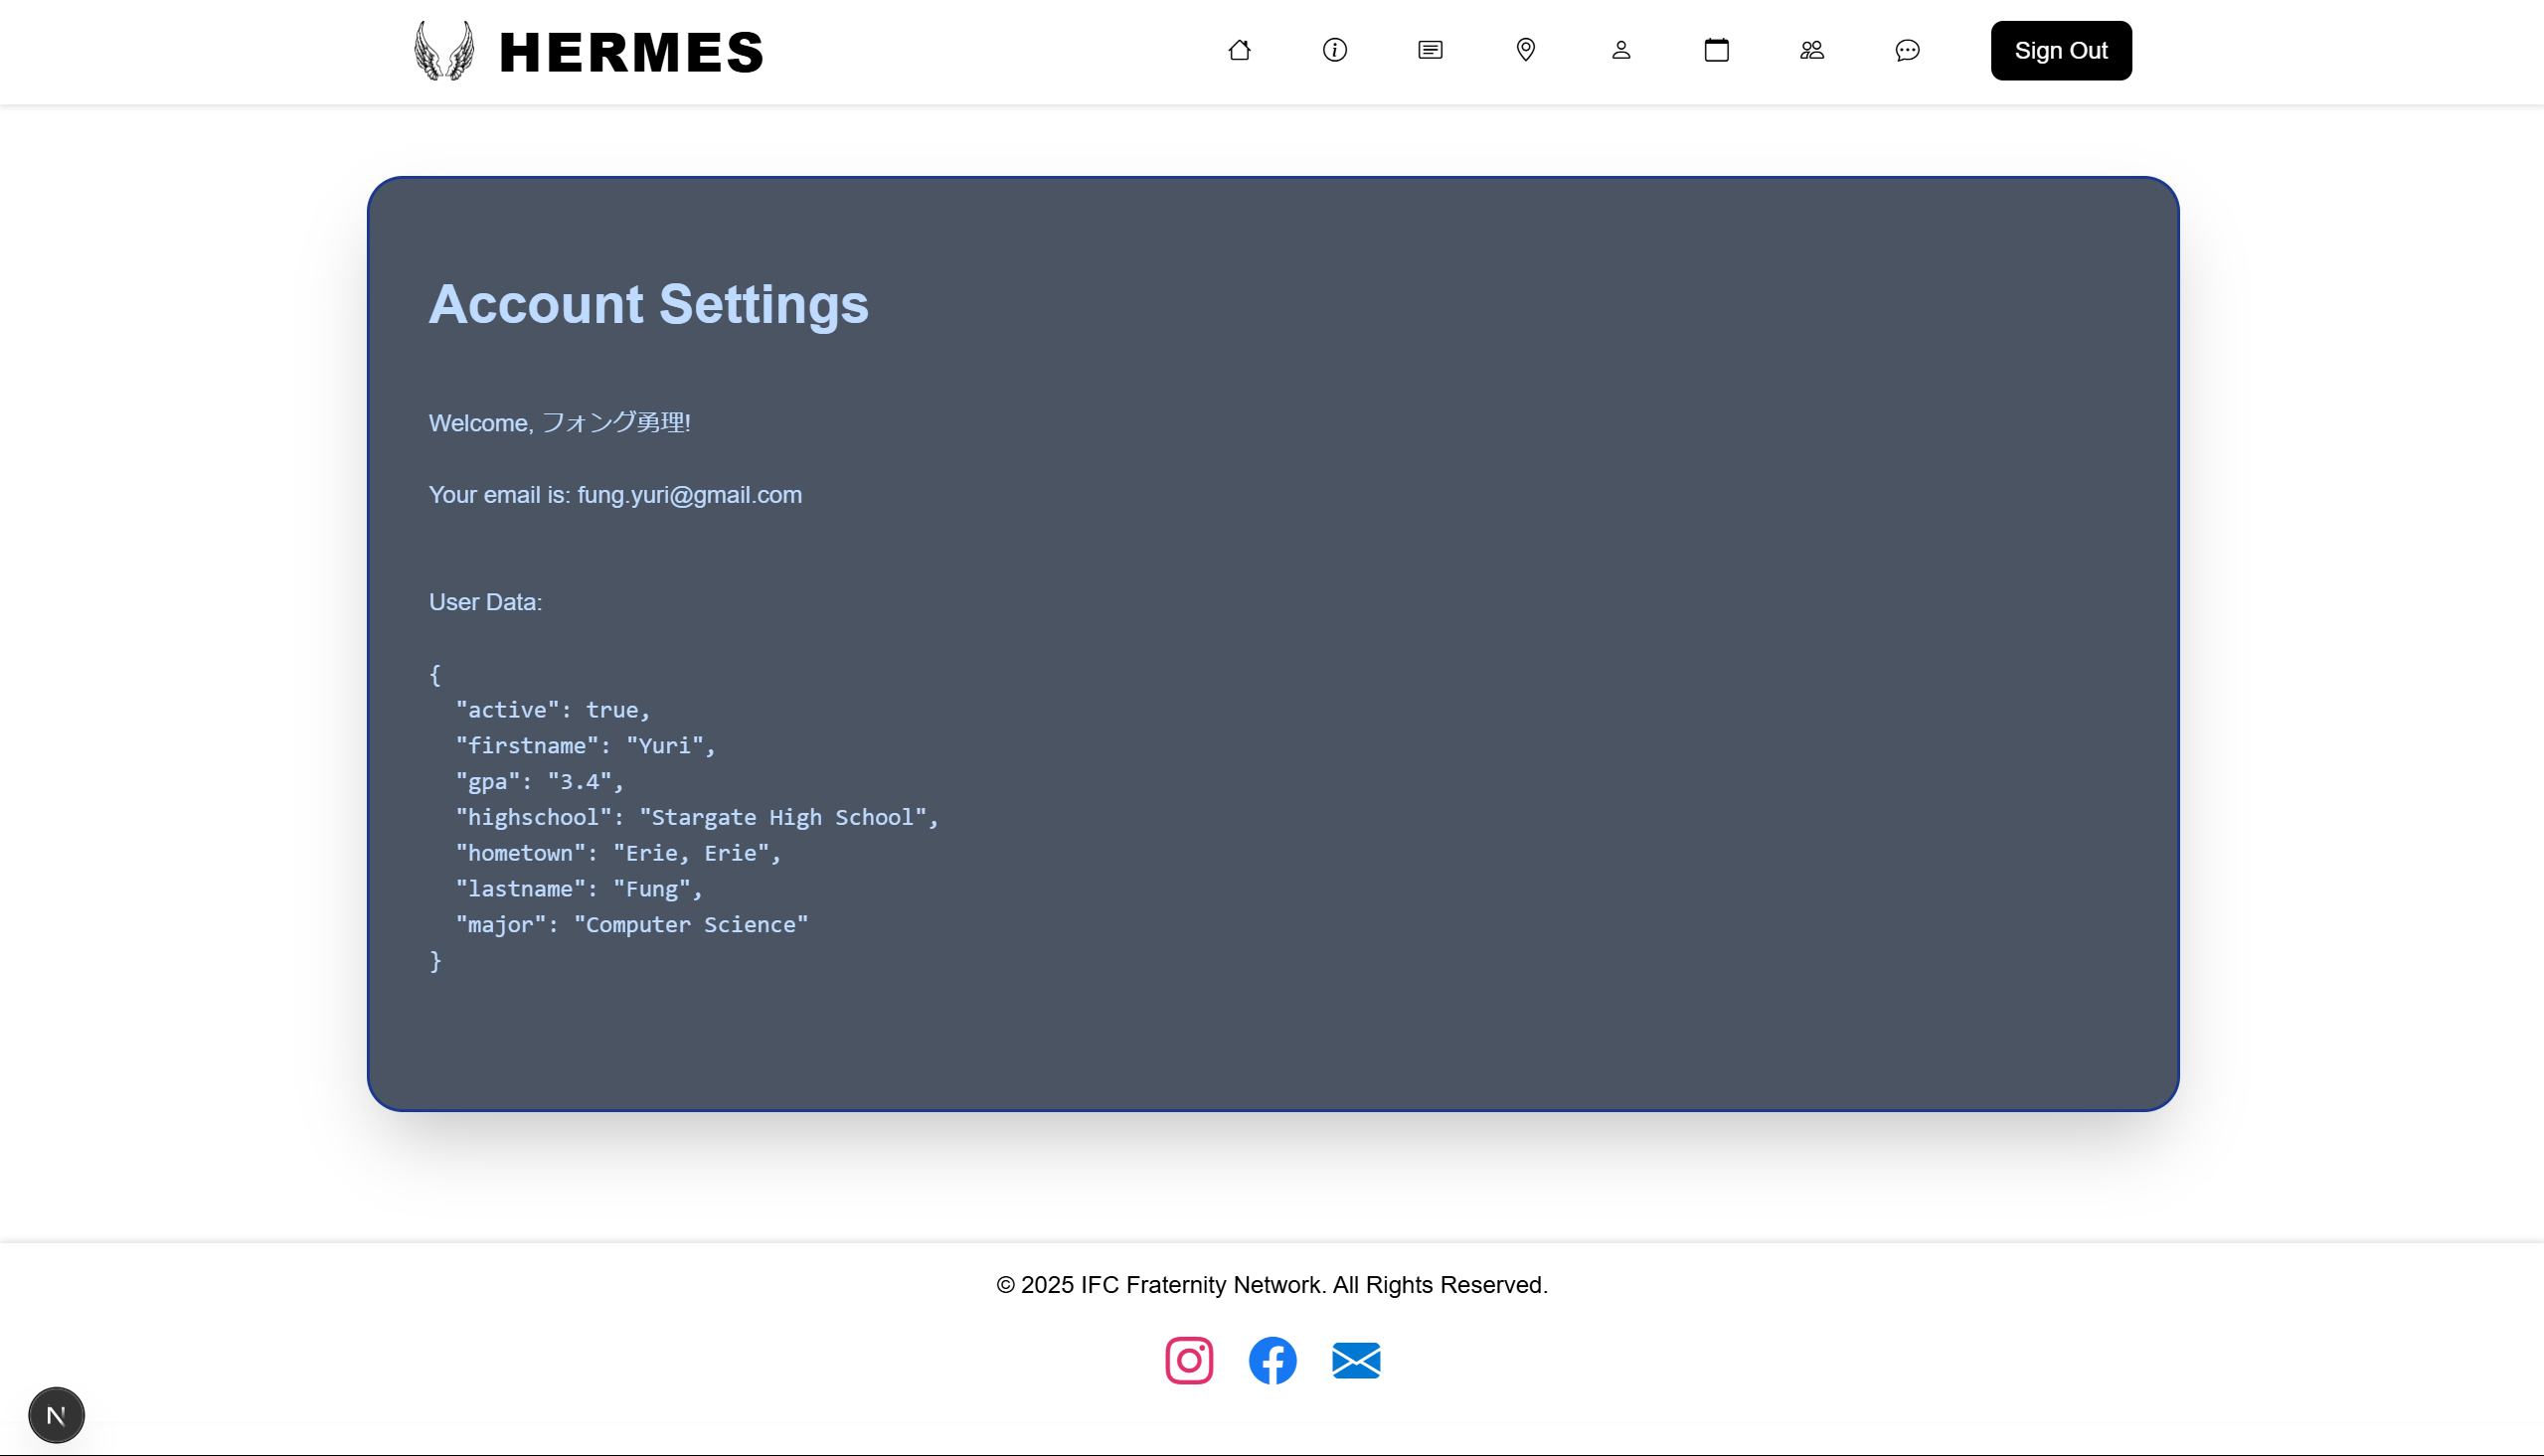 HERMES
Sign Out
Account Settings
Welcome, フォング勇理!
Your email is: fung.yuri@gmail.com
User Data:
{
  "active": true,
  "firstname": "Yuri",
  "gpa": "3.4",
  "highschool": "Stargate High School",
  "hometown": "Erie, Erie",
  "lastname": "Fung",
  "major": "Computer Science"
}
© 2025 IFC Fraternity Network. All Rights Reserved.
N